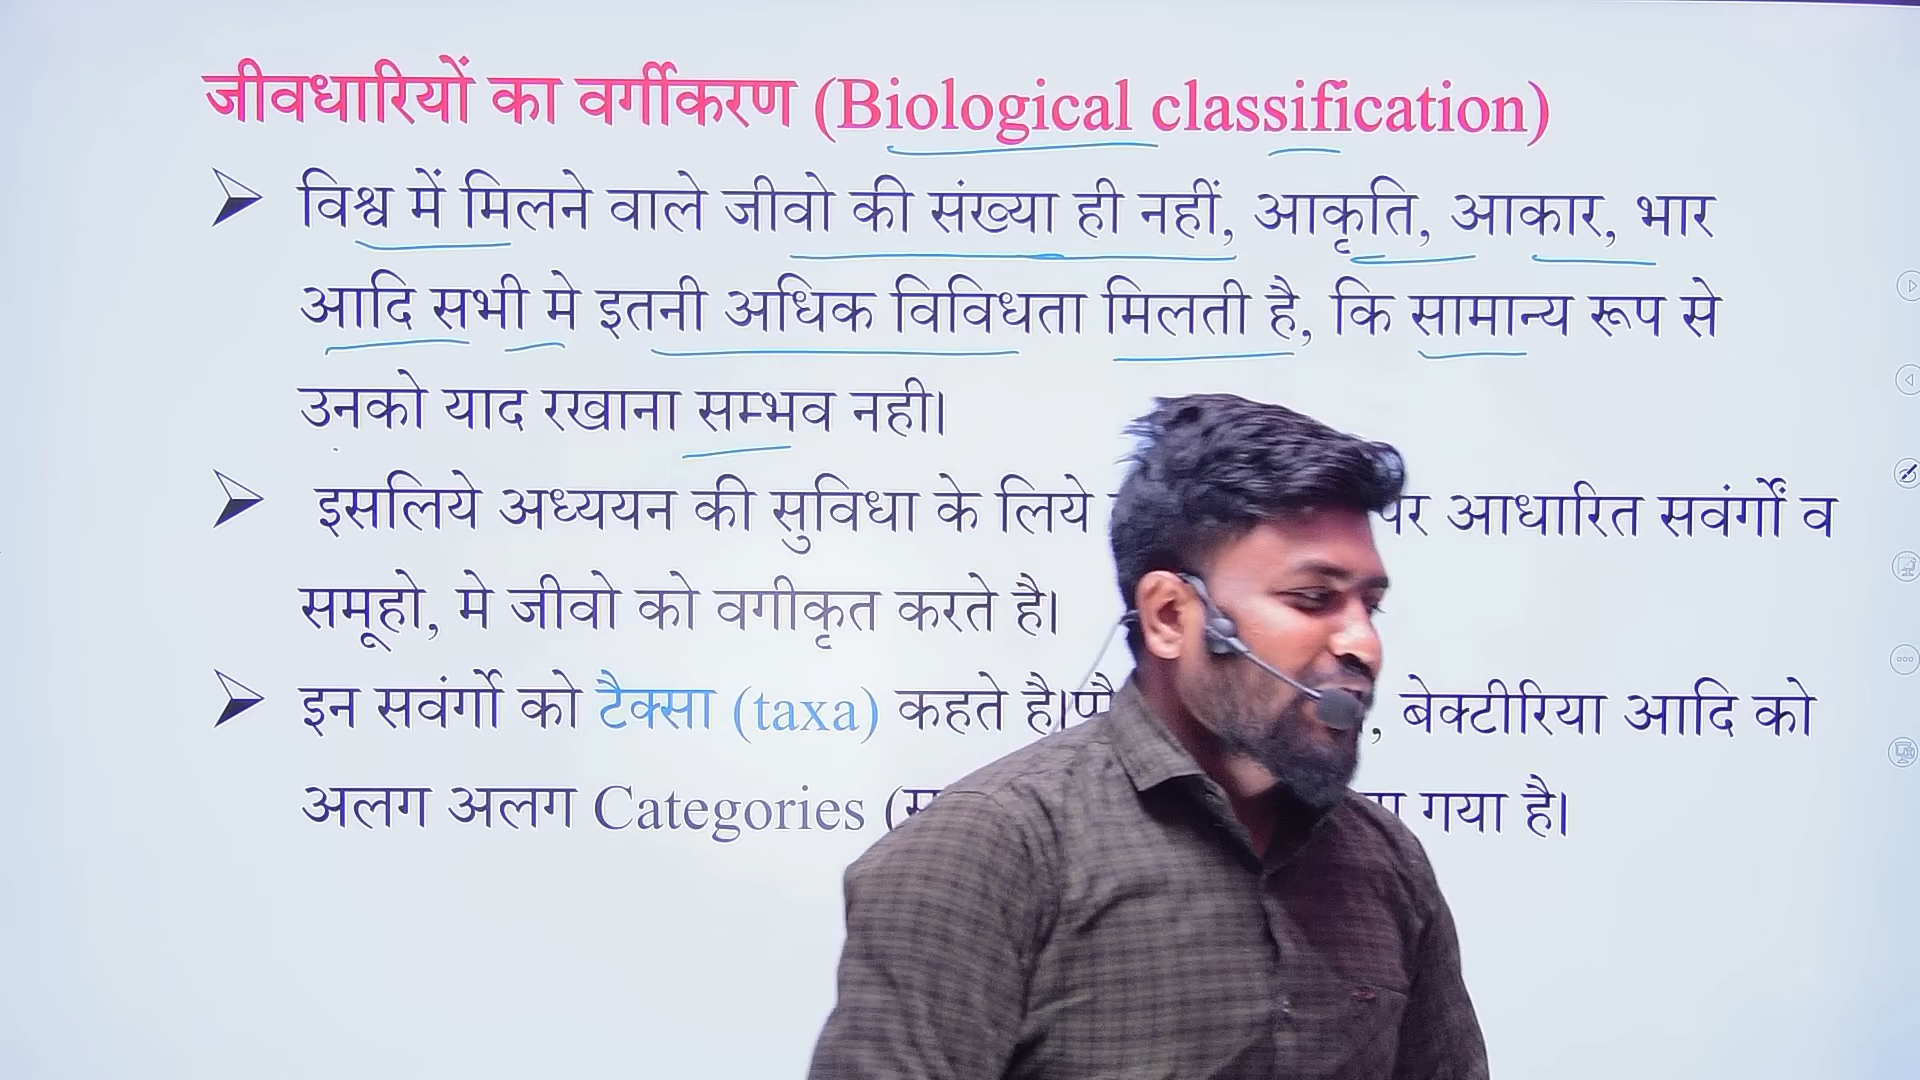 जीवधारियों का वर्गीकरण (Biological classification)
विश्व में मिलने वाले जीवो की संख्या ही नहीं, आकृति, आकार, भार
आदि सभी मे इतनी अधिक विविधता मिलती है, कि सामान्य रूप से
उनको याद रखाना सम्भव नही।
इसलिये अध्ययन की सुविधा के लिये पर आधारित सवंर्गों व
समूहो, मे जीवो को वगीकृत करते है।
इन सवंर्गो को टैक्सा (taxa) कहते है। बेक्टीरिया आदि को
अलग अलग Categories गया है।